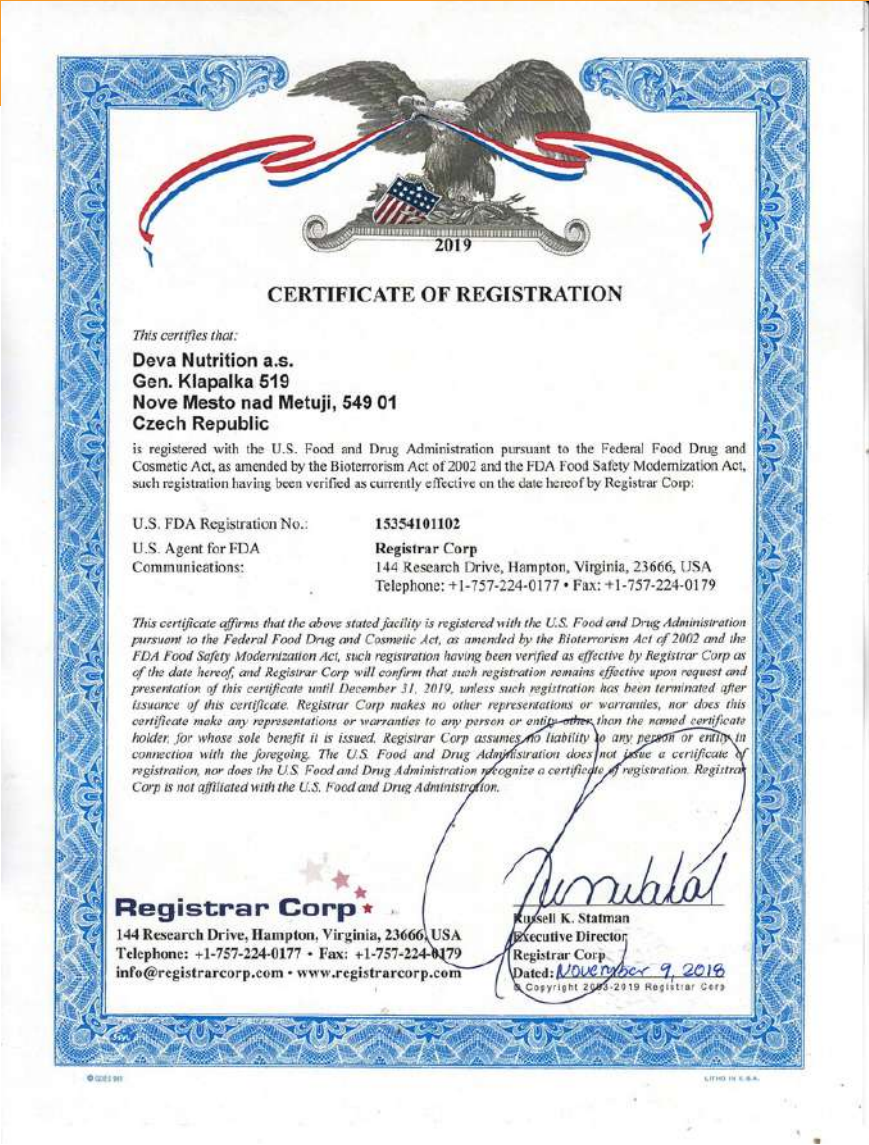 2019
CERTIFICATE OF REGISTRATION
This certifies that:
Deva Nutrition a.s.
Gen. Klapalka 519
Nove Mesto nad Metuji, 549 01
Czech Republic
is registered with the U.S. Food and Drug Administration pursuant to the Federal Food Drug and
Cosmetic Act, as amended by the Bioterrorism Act of 2002 and the FDA Food Safety Modernization Act,
such registration having been verified as currently effective on the date hereof by Registrar Corp:
U.S. FDA Registration No.: 15354101102
U.S. Agent for FDA Registrar Corp
Communications: 144 Research Drive, Hampton, Virginia, 23666, USA
Telephone: +1-757-224-0177 • Fax: +1-757-224-0179
This certificate affirms that the above stated facility is registered with the U.S. Food and Drug Administration
pursuant to the Federal Food Drug and Cosmetic Act, as amended by the Bioterrorism Act of 2002 and the
FDA Food Safety Modernization Act, such registration having been verified as effective by Registrar Corp as
of the date hereof, and Registrar Corp will confirm that such registration remains effective upon request and
presentation of this certificate until December 31, 2019, unless such registration has been terminated after
issuance of this certificate. Registrar Corp makes no other representations or warranties, nor does this
certificate make any representations or warranties to any person or entity other than the named certificate
holder, for whose sole benefit it is issued. Registrar Corp assumes no liability to any person or entity in
connection with the foregoing. The U.S. Food and Drug Administration does not issue a certificate of
registration, nor does the U.S. Food and Drug Administration recognize a certificate of registration. Registrar
Corp is not affiliated with the U.S. Food and Drug Administration.
Registrar Corp
144 Research Drive, Hampton, Virginia, 23666, USA
Telephone: +1-757-224-0177 • Fax: +1-757-224-0179
info@registrarcorp.com • www.registrarcorp.com
Russell K. Statman
Executive Director
Registrar Corp
Dated: November 9, 2018
© Copyright 2003-2019 Registrar Corp
LITHO IN U.S.A.